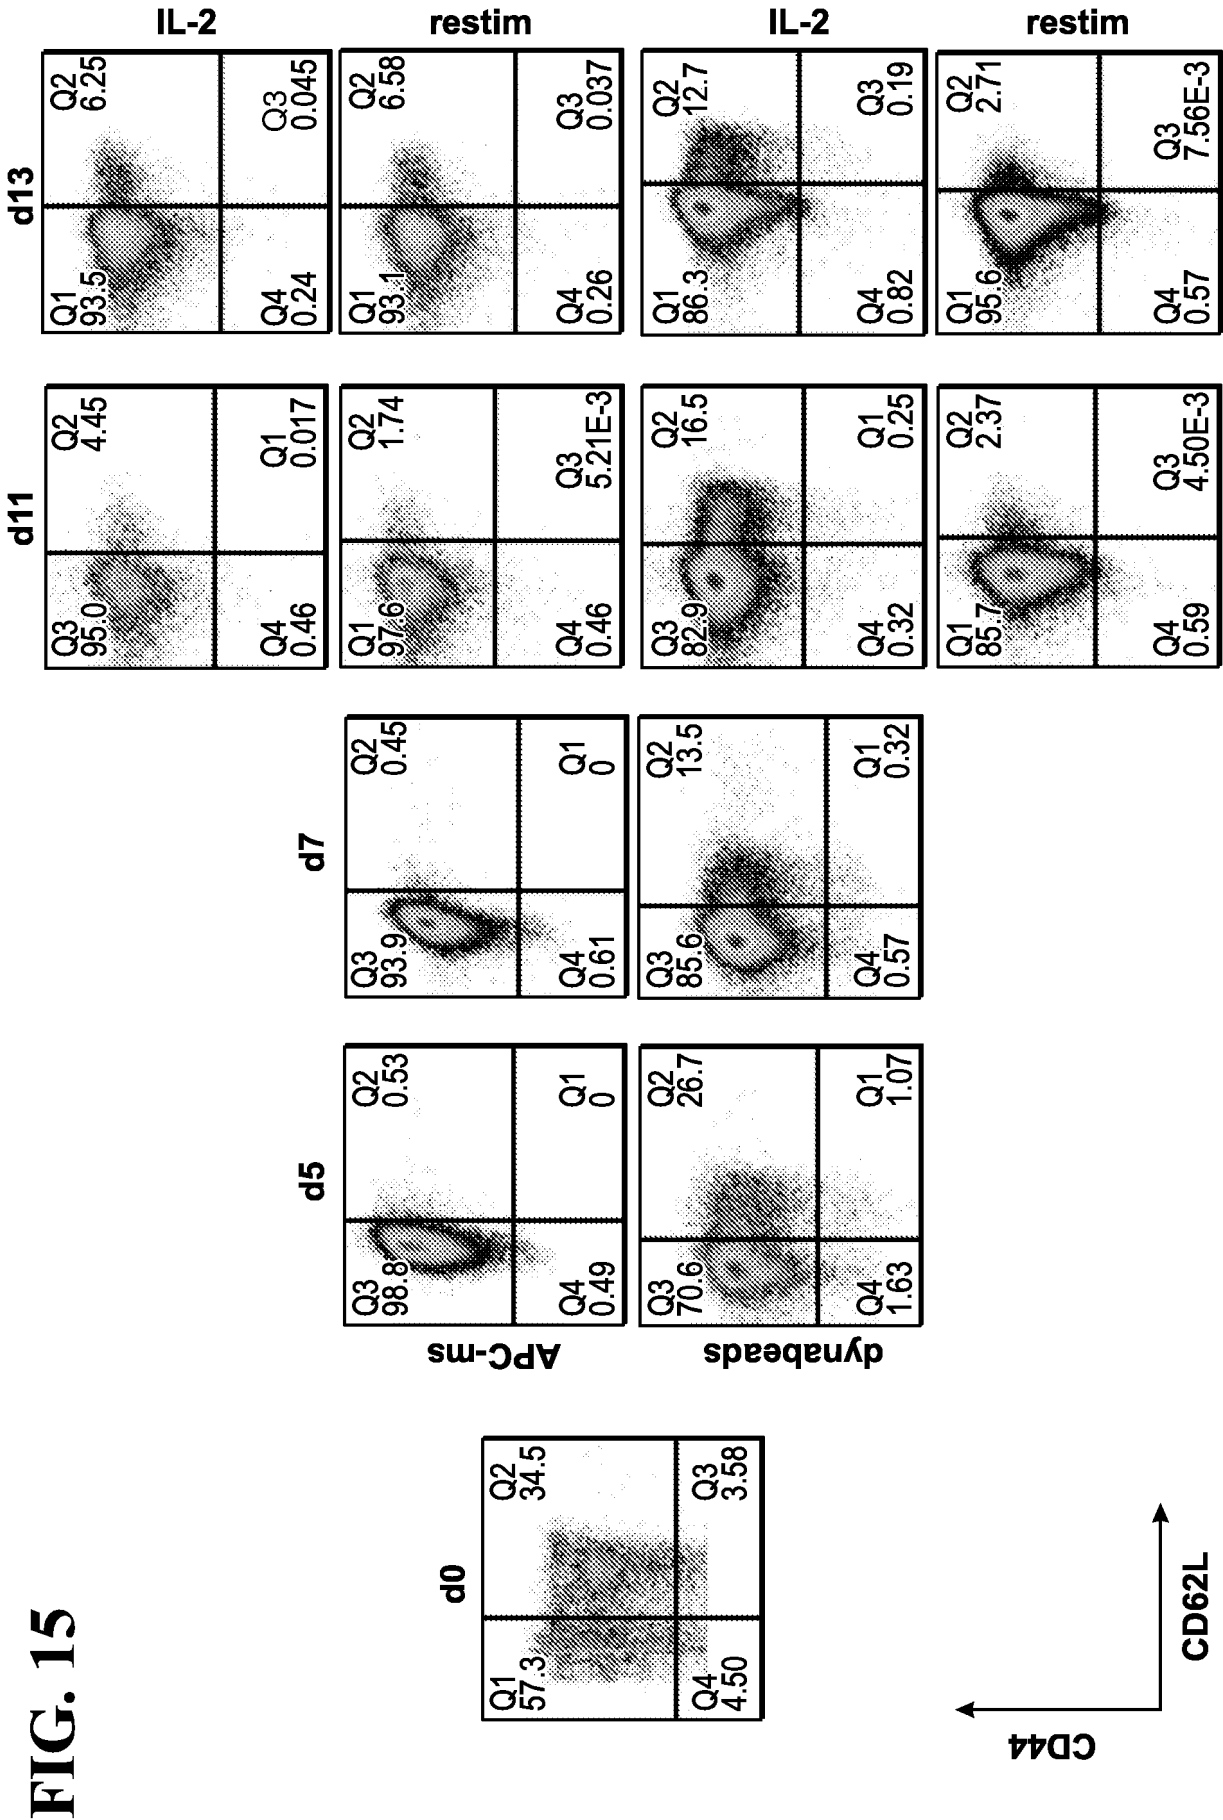 FIG. 15
d0
Q1
57.3
Q2
34.5
Q4
4.50
Q3
3.58
CD44
CD62L
d5
d7
d11
d13
APC-ms
Q3
98.8
Q2
0.53
Q4
0.49
Q1
0
Q3
93.9
Q2
0.45
Q4
0.61
Q1
0
Q3
95.0
Q2
4.45
Q4
0.46
Q1
0.017
Q1
93.5
Q2
6.25
Q4
0.24
Q3
0.045
IL-2
Q1
97.6
Q2
1.74
Q4
0.46
Q3
5.21E-3
Q1
93.1
Q2
6.58
Q4
0.26
Q3
0.037
restim
dynabeads
Q3
70.6
Q2
26.7
Q4
1.63
Q1
1.07
Q3
85.6
Q2
13.5
Q4
0.57
Q1
0.32
Q3
82.9
Q2
16.5
Q4
0.32
Q1
0.25
Q1
86.3
Q2
12.7
Q4
0.82
Q3
0.19
IL-2
Q1
85.7
Q2
2.37
Q4
0.59
Q3
4.50E-3
Q1
95.6
Q2
2.71
Q4
0.57
Q3
7.56E-3
restim